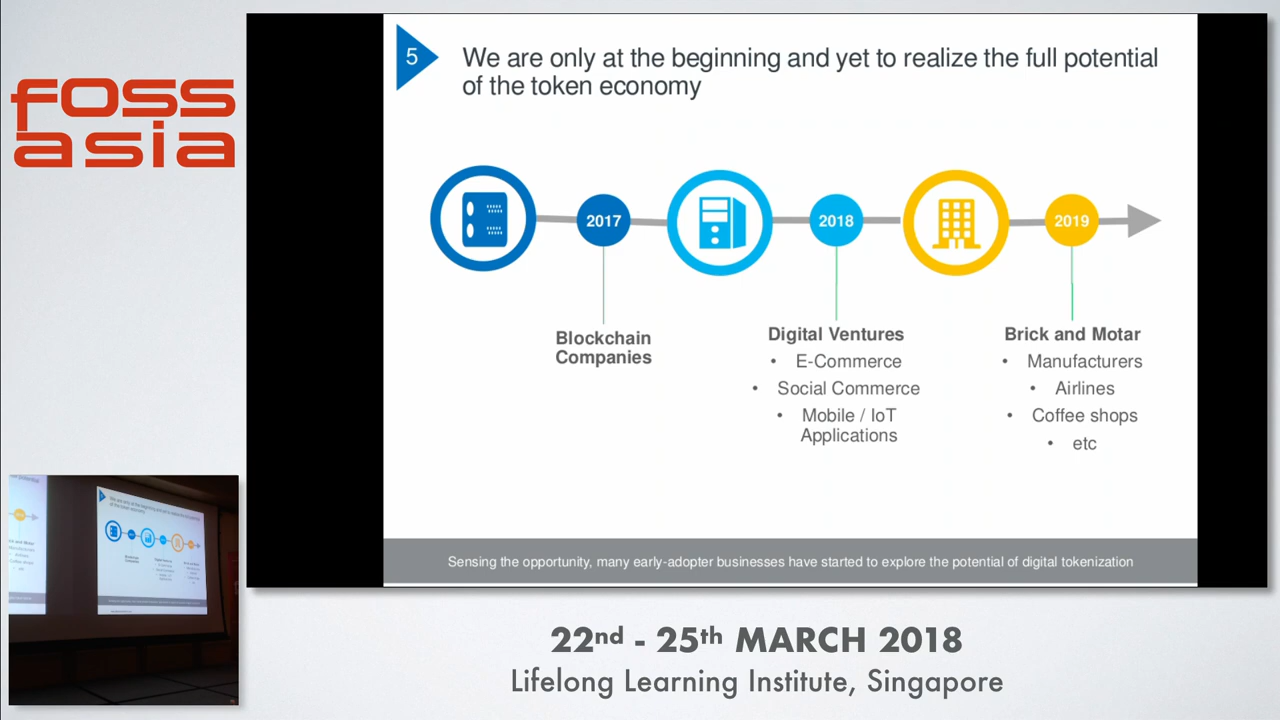 foss
asia
5
We are only at the beginning and yet to realize the full potential
of the token economy
2017
2018
2019
Blockchain
Companies
Digital Ventures
• E-Commerce
• Social Commerce
• Mobile / IoT
Applications
Brick and Motar
• Manufacturers
• Airlines
• Coffee shops
• etc
Sensing the opportunity, many early-adopter businesses have started to explore the potential of digital tokenization
22nd - 25th MARCH 2018
Lifelong Learning Institute, Singapore